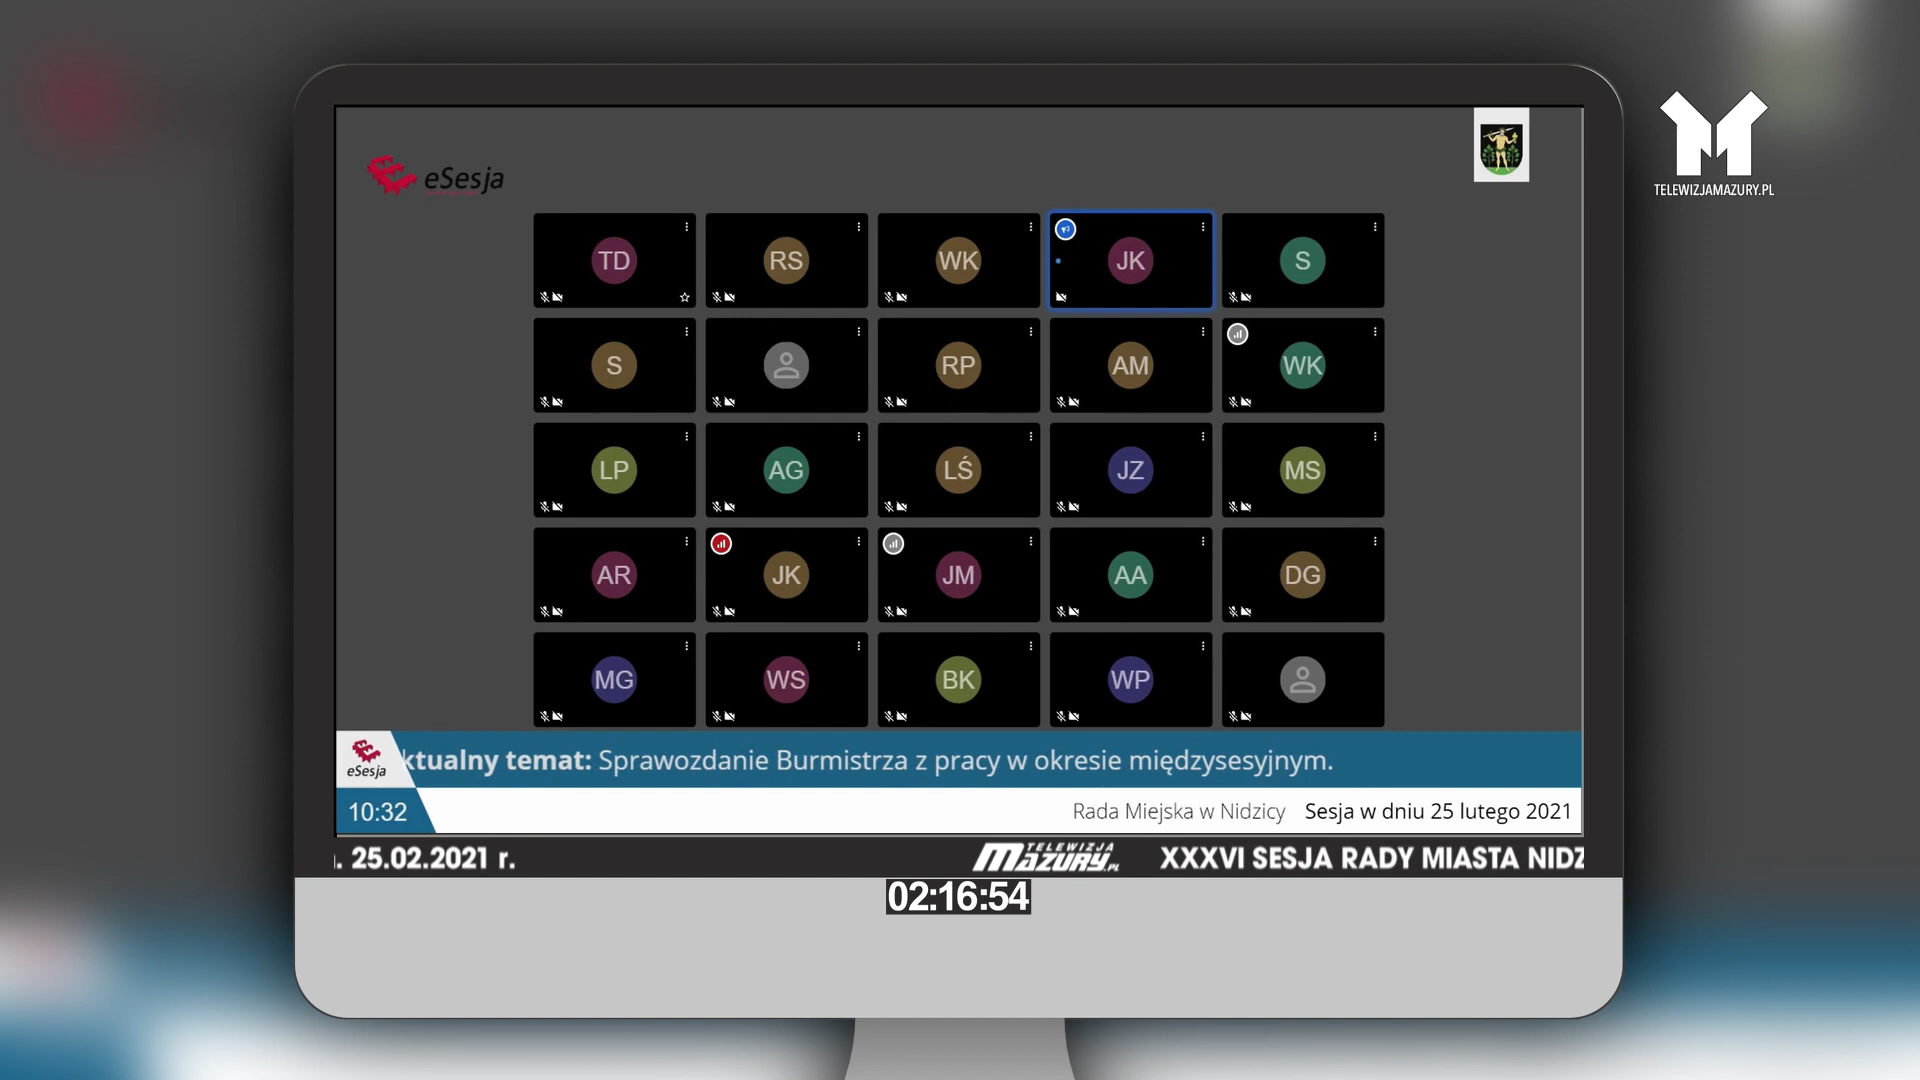 eSesja
TELEWIZJAMAZURY.PL
TD RS WK JK S
S RP AM WK
LP AG LŚ JZ MS
AR JK JM AA DG
MG WS BK WP
eSesja
ktualny temat: Sprawozdanie Burmistrza z pracy w okresie międzysesyjnym.
10:32
Rada Miejska w Nidzicy Sesja w dniu 25 lutego 2021
. 25.02.2021 r.
TELEWIZJA
MAZURY.PL
XXXVI SESJA RADY MIASTA NIDZ
02:16:54